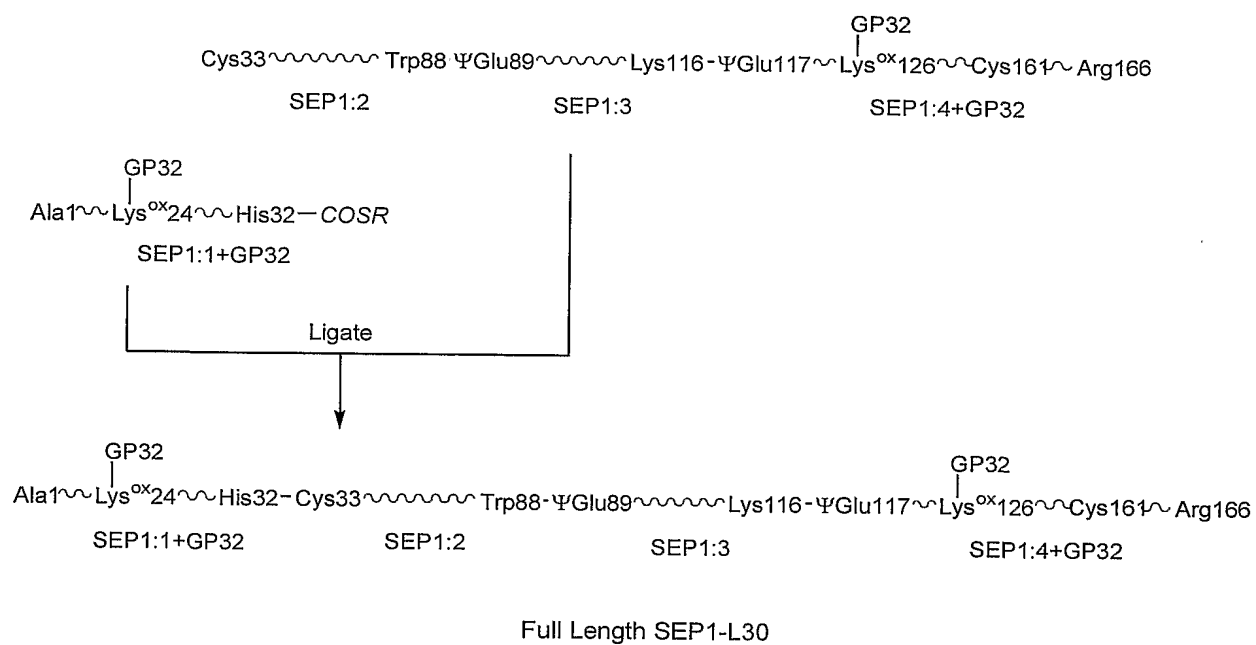 GP32
Cys33 Trp88 ΨGlu89 Lys116-ΨGlu117 Lysox126 Cys161 Arg166
SEP1:2 SEP1:3 SEP1:4+GP32
GP32
Ala1 Lysox24 His32-COSR
SEP1:1+GP32
Ligate
GP32 GP32
Ala1 Lysox24 His32-Cys33 Trp88-ΨGlu89 Lys116-ΨGlu117 Lysox126 Cys161 Arg166
SEP1:1+GP32 SEP1:2 SEP1:3 SEP1:4+GP32
Full Length SEP1-L30